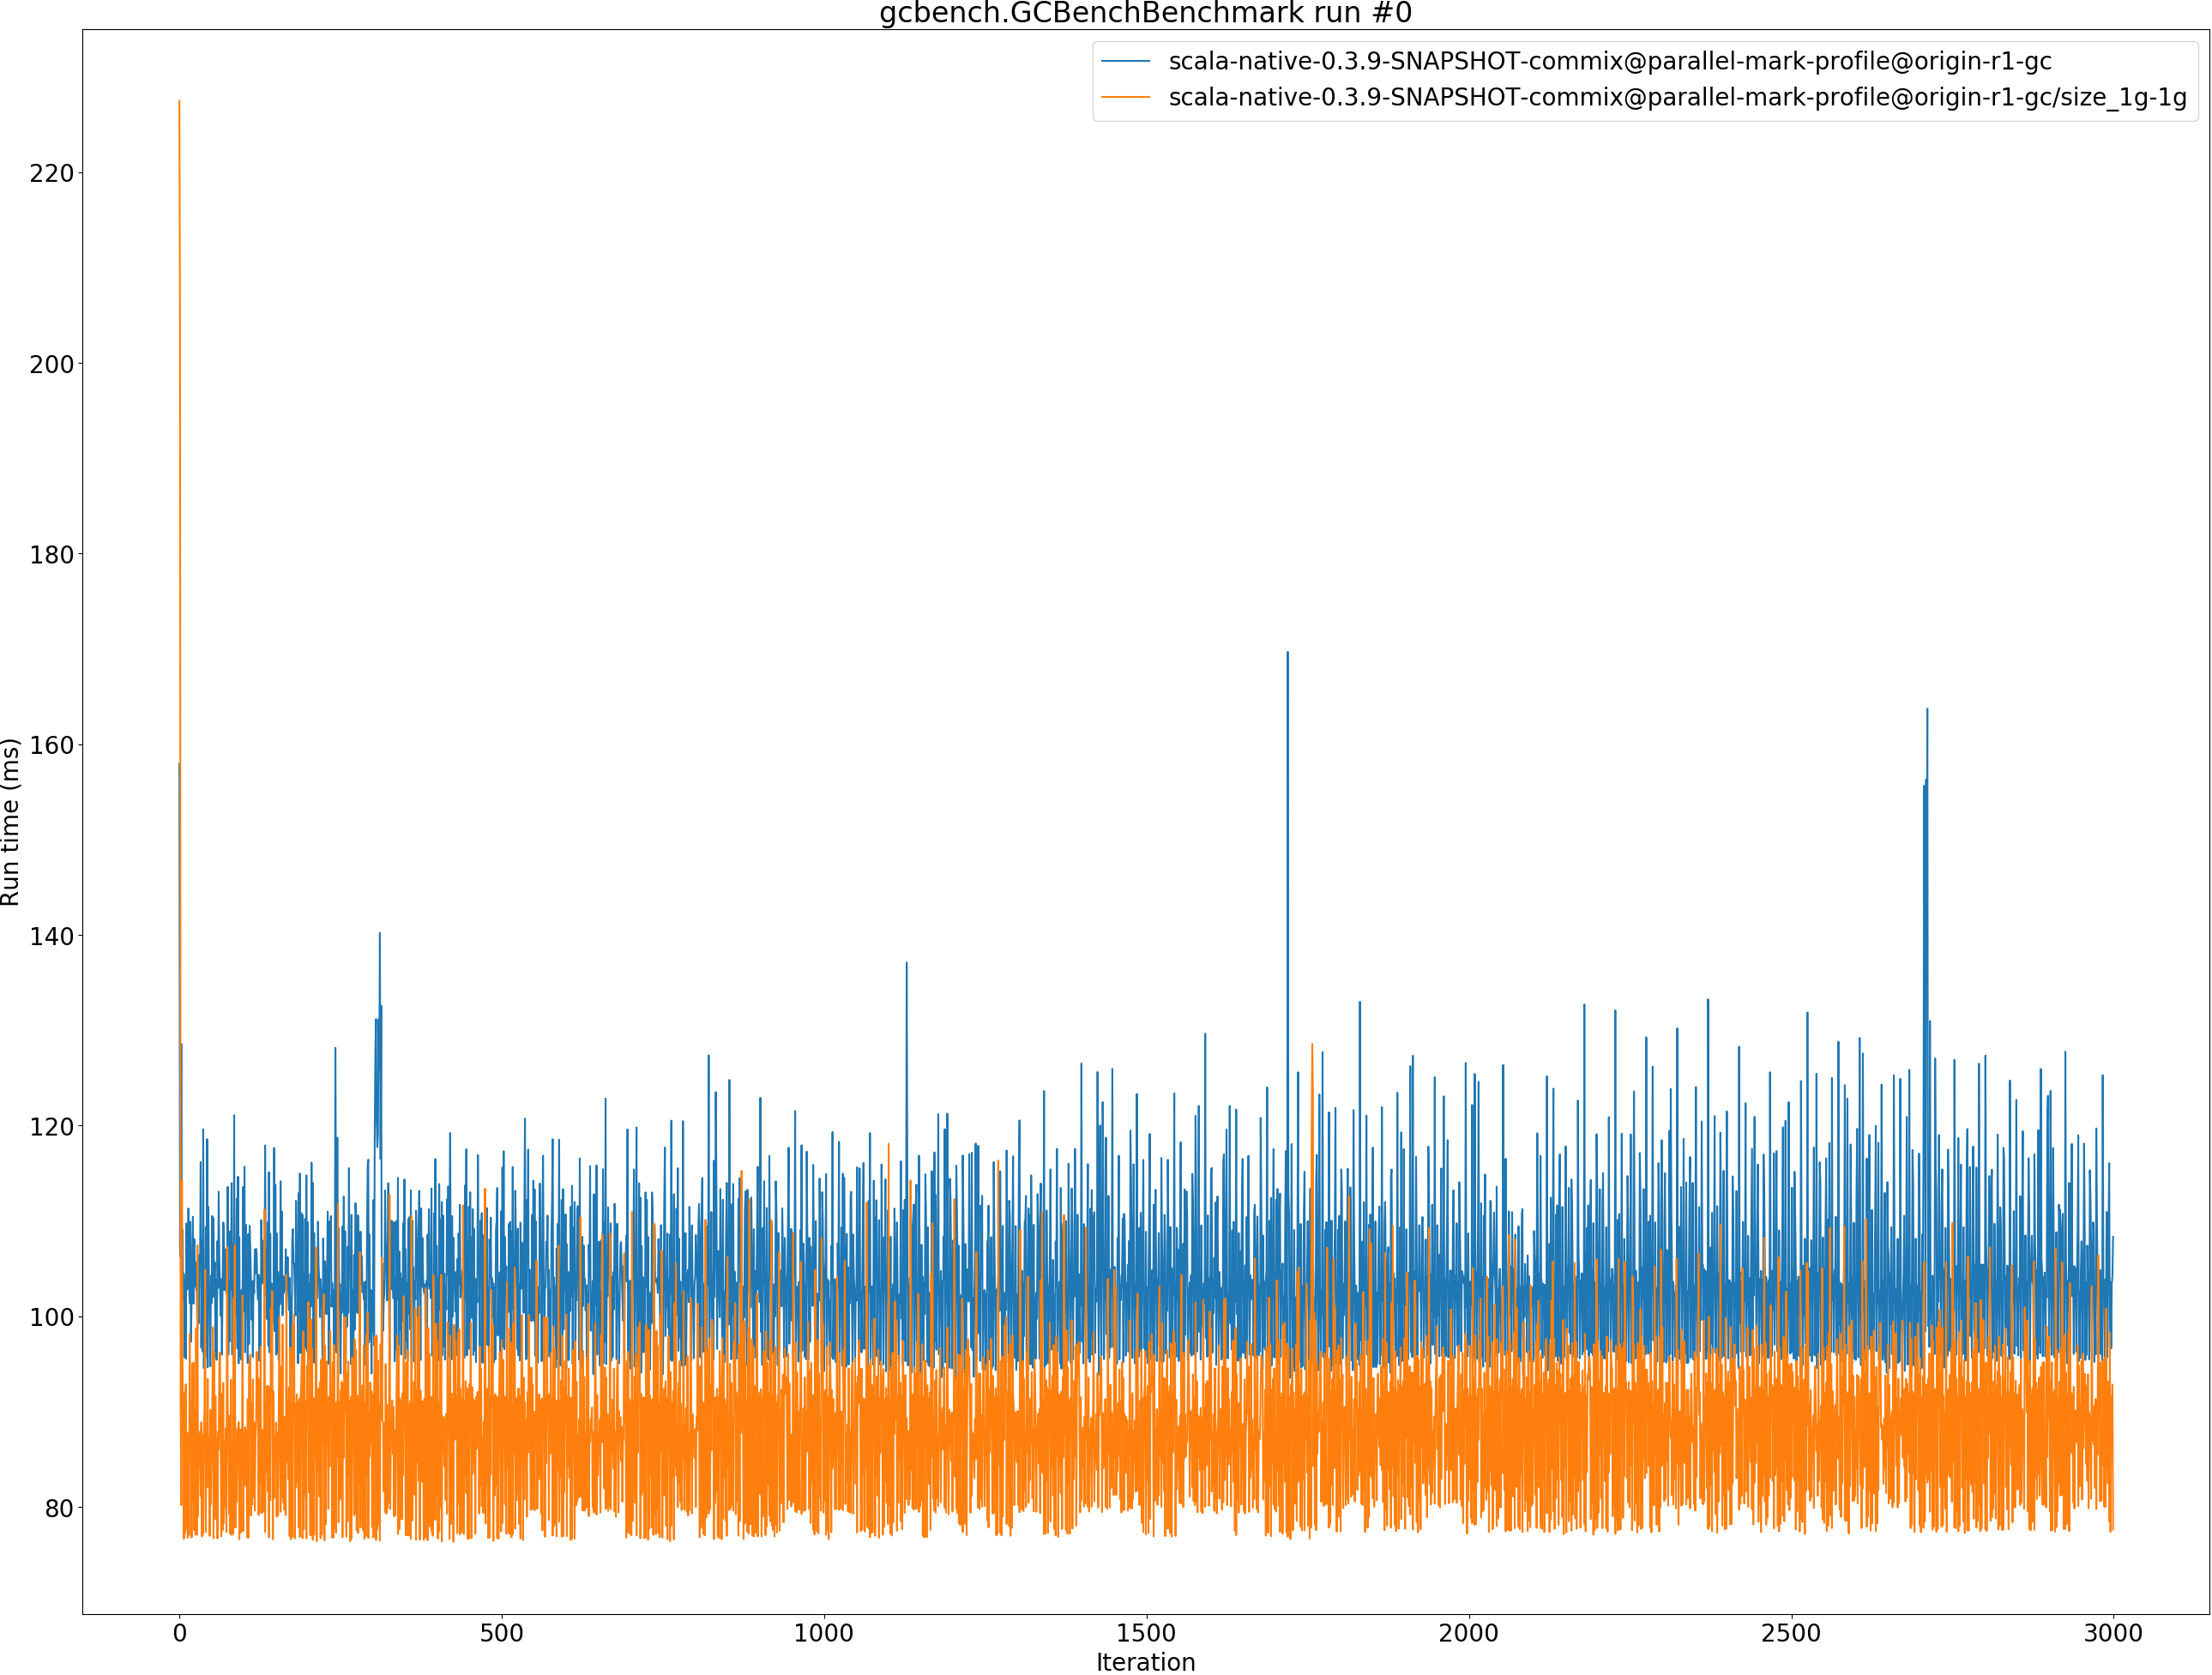 gcbench.GCBenchBenchmark run #0
scala-native-0.3.9-SNAPSHOT-commix@parallel-mark-profile@origin-r1-gc
scala-native-0.3.9-SNAPSHOT-commix@parallel-mark-profile@origin-r1-gc/size_1g-1g
Run time (ms)
220
200
180
160
140
120
100
80
0 500 1000 1500 2000 2500 3000
Iteration